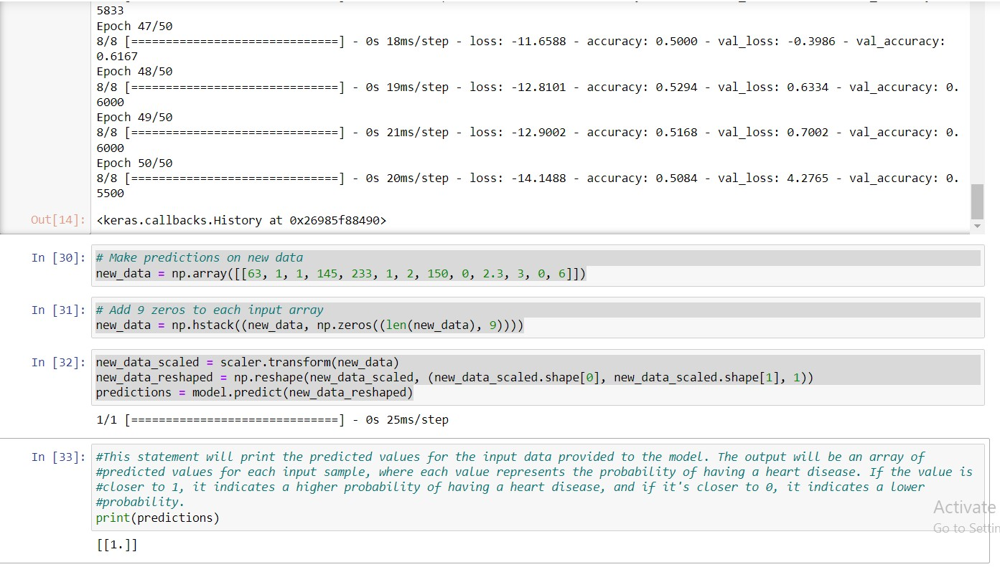 5833
Epoch 47/50
8/8 [==============================] - 0s 18ms/step - loss: -11.6588 - accuracy: 0.5000 - val_loss: -0.3986 - val_accuracy:
0.6167
Epoch 48/50
8/8 [==============================] - 0s 19ms/step - loss: -12.8101 - accuracy: 0.5294 - val_loss: 0.6334 - val_accuracy: 0.
6000
Epoch 49/50
8/8 [==============================] - 0s 21ms/step - loss: -12.9002 - accuracy: 0.5168 - val_loss: 0.7002 - val_accuracy: 0.
6000
Epoch 50/50
8/8 [==============================] - 0s 20ms/step - loss: -14.1488 - accuracy: 0.5084 - val_loss: 4.2765 - val_accuracy: 0.
5500
Out[14]: <keras.callbacks.History at 0x26985f88490>
In [30]: # Make predictions on new data
new_data = np.array([[63, 1, 1, 145, 233, 1, 2, 150, 0, 2.3, 3, 0, 6]])
In [31]: # Add 9 zeros to each input array
new_data = np.hstack((new_data, np.zeros((len(new_data), 9))))
In [32]: new_data_scaled = scaler.transform(new_data)
new_data_reshaped = np.reshape(new_data_scaled, (new_data_scaled.shape[0], new_data_scaled.shape[1], 1))
predictions = model.predict(new_data_reshaped)
1/1 [==============================] - 0s 25ms/step
In [33]: #This statement will print the predicted values for the input data provided to the model. The output will be an array of
#predicted values for each input sample, where each value represents the probability of having a heart disease. If the value is
#closer to 1, it indicates a higher probability of having a heart disease, and if it's closer to 0, it indicates a lower
#probability.
print(predictions)
[[1.]]
Activate
Go to Settin